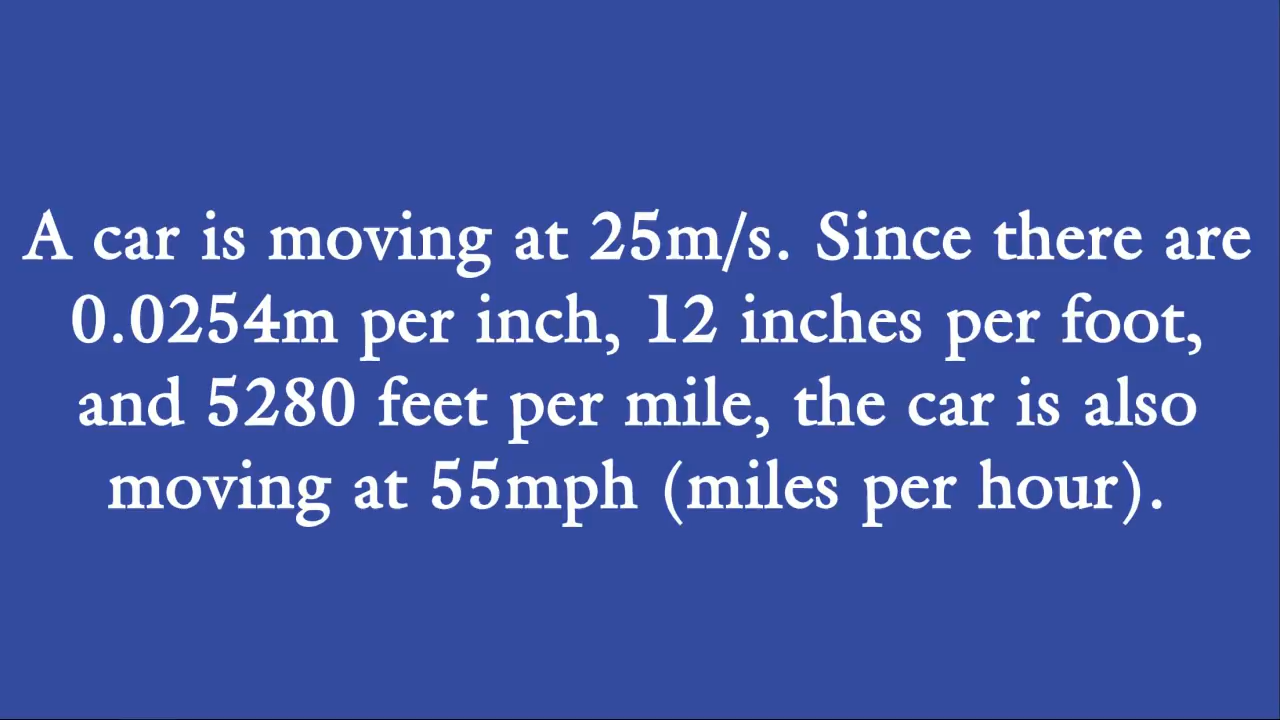 A car is moving at 25m/s. Since there are
0.0254m per inch, 12 inches per foot,
and 5280 feet per mile, the car is also
moving at 55mph (miles per hour).